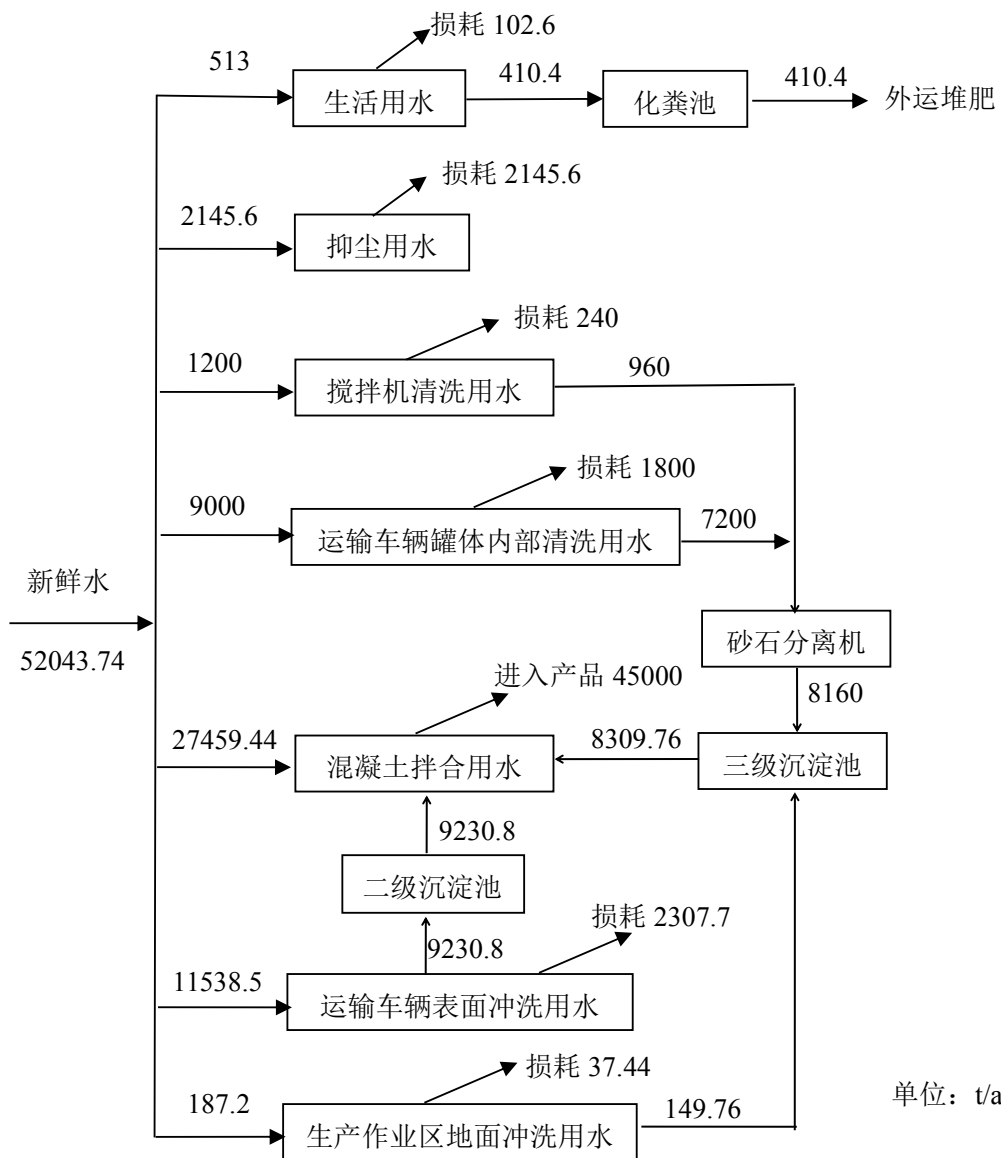 损耗 102.6
513
410.4
410.4
生活用水
化粪池
外运堆肥
损耗 2145.6
2145.6
抑尘用水
损耗 240
1200
960
搅拌机清洗用水
损耗 1800
9000
7200
运输车辆罐体内部清洗用水
新鲜水
52043.74
砂石分离机
进入产品 45000
8160
27459.44
8309.76
混凝土拌合用水
三级沉淀池
9230.8
二级沉淀池
损耗 2307.7
9230.8
11538.5
运输车辆表面冲洗用水
损耗 37.44
187.2
149.76
单位：t/a
生产作业区地面冲洗用水